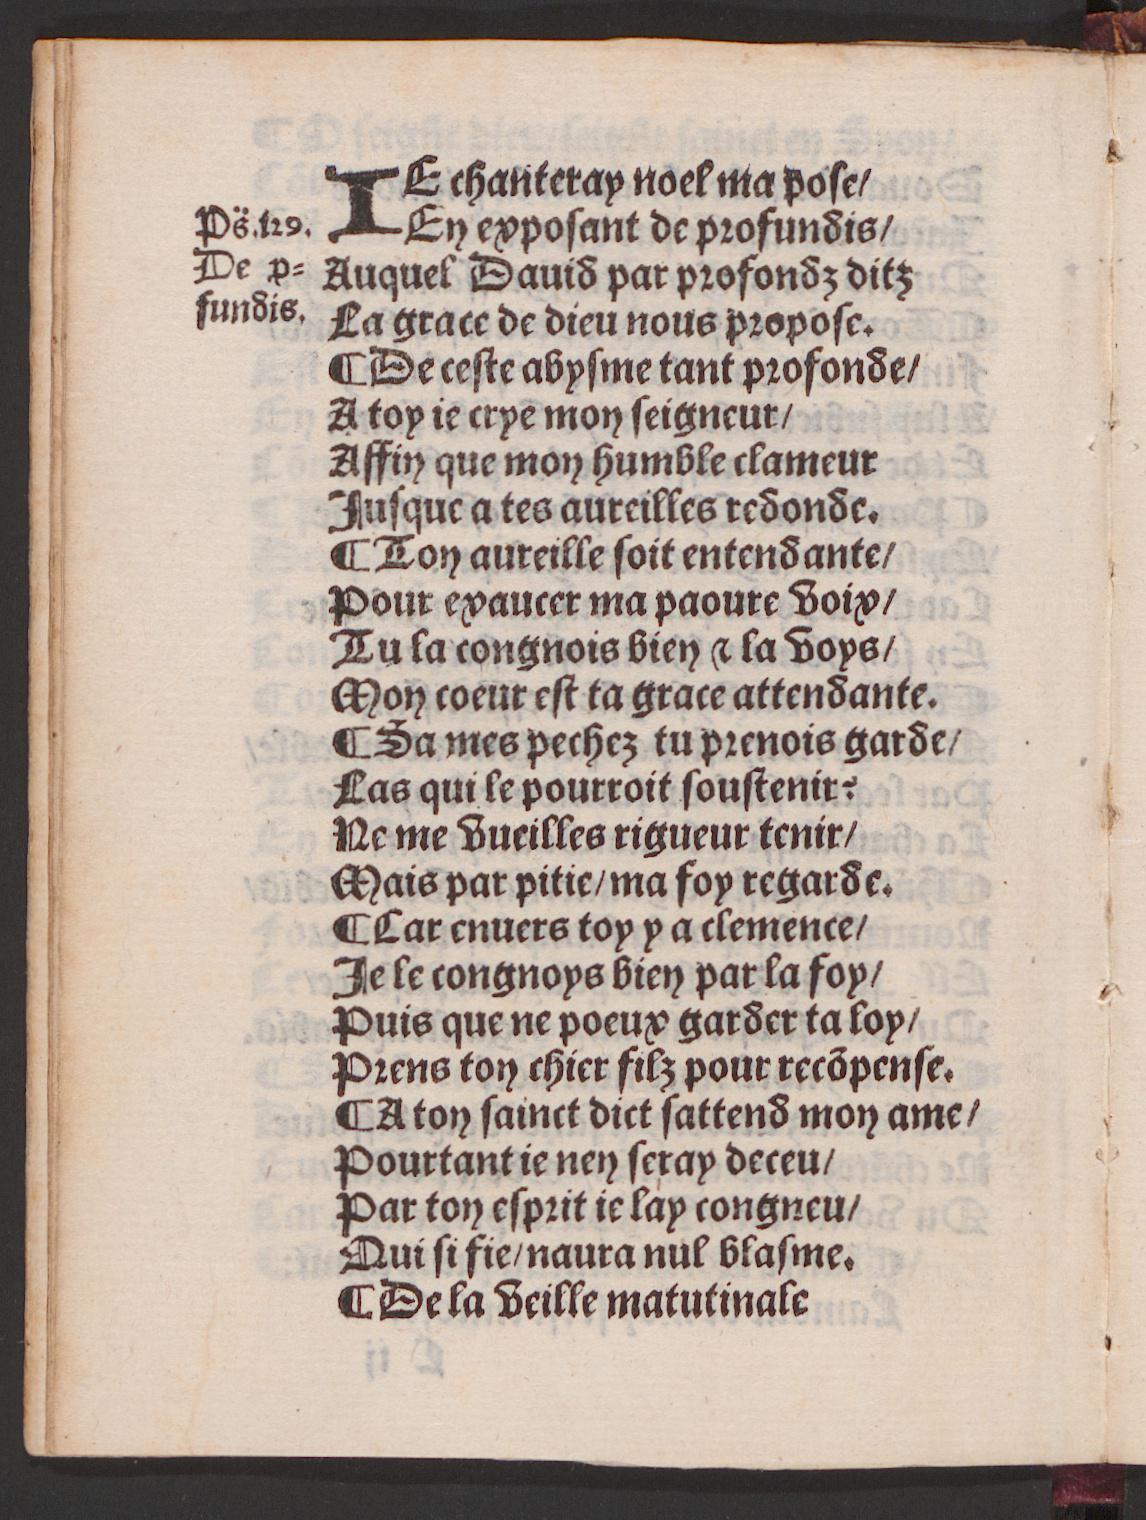 IE chanteray noel ma pose/
Ps̈.129. En exposant de profundis/
De p= Auquel Dauid par profondz ditz
fundis. La grace de dieu nous propose.
¶ De ceste abysme tant profonde/
A toy ie crye mon seigneur/
Affin que mon humble clameur
Jusque a tes aureilles redonde.
¶ Ton aureille soit entendante/
Pour exaucer ma paoure voix/
Tu la congnois bien ⁊ la voys/
Mon coeur est ta grace attendante.
¶ Sa mes pechez tu prenois garde/
Las qui le pourroit soustenir?
Ne me vueilles rigueur tenir/
Mais par pitie/ma foy regarde.
¶ Car enuers toy y a clemence/
Je le congnoys bien par la foy/
Puis que ne poeux garder ta loy/
Prens ton chier filz pour recõpense.
¶ A ton sainct dict sattend mon ame/
Pourtant ie nen seray deceu/
Par ton esprit ie lay congneu/
Qui si fie/naura nul blasme.
¶ De la veille matutinale